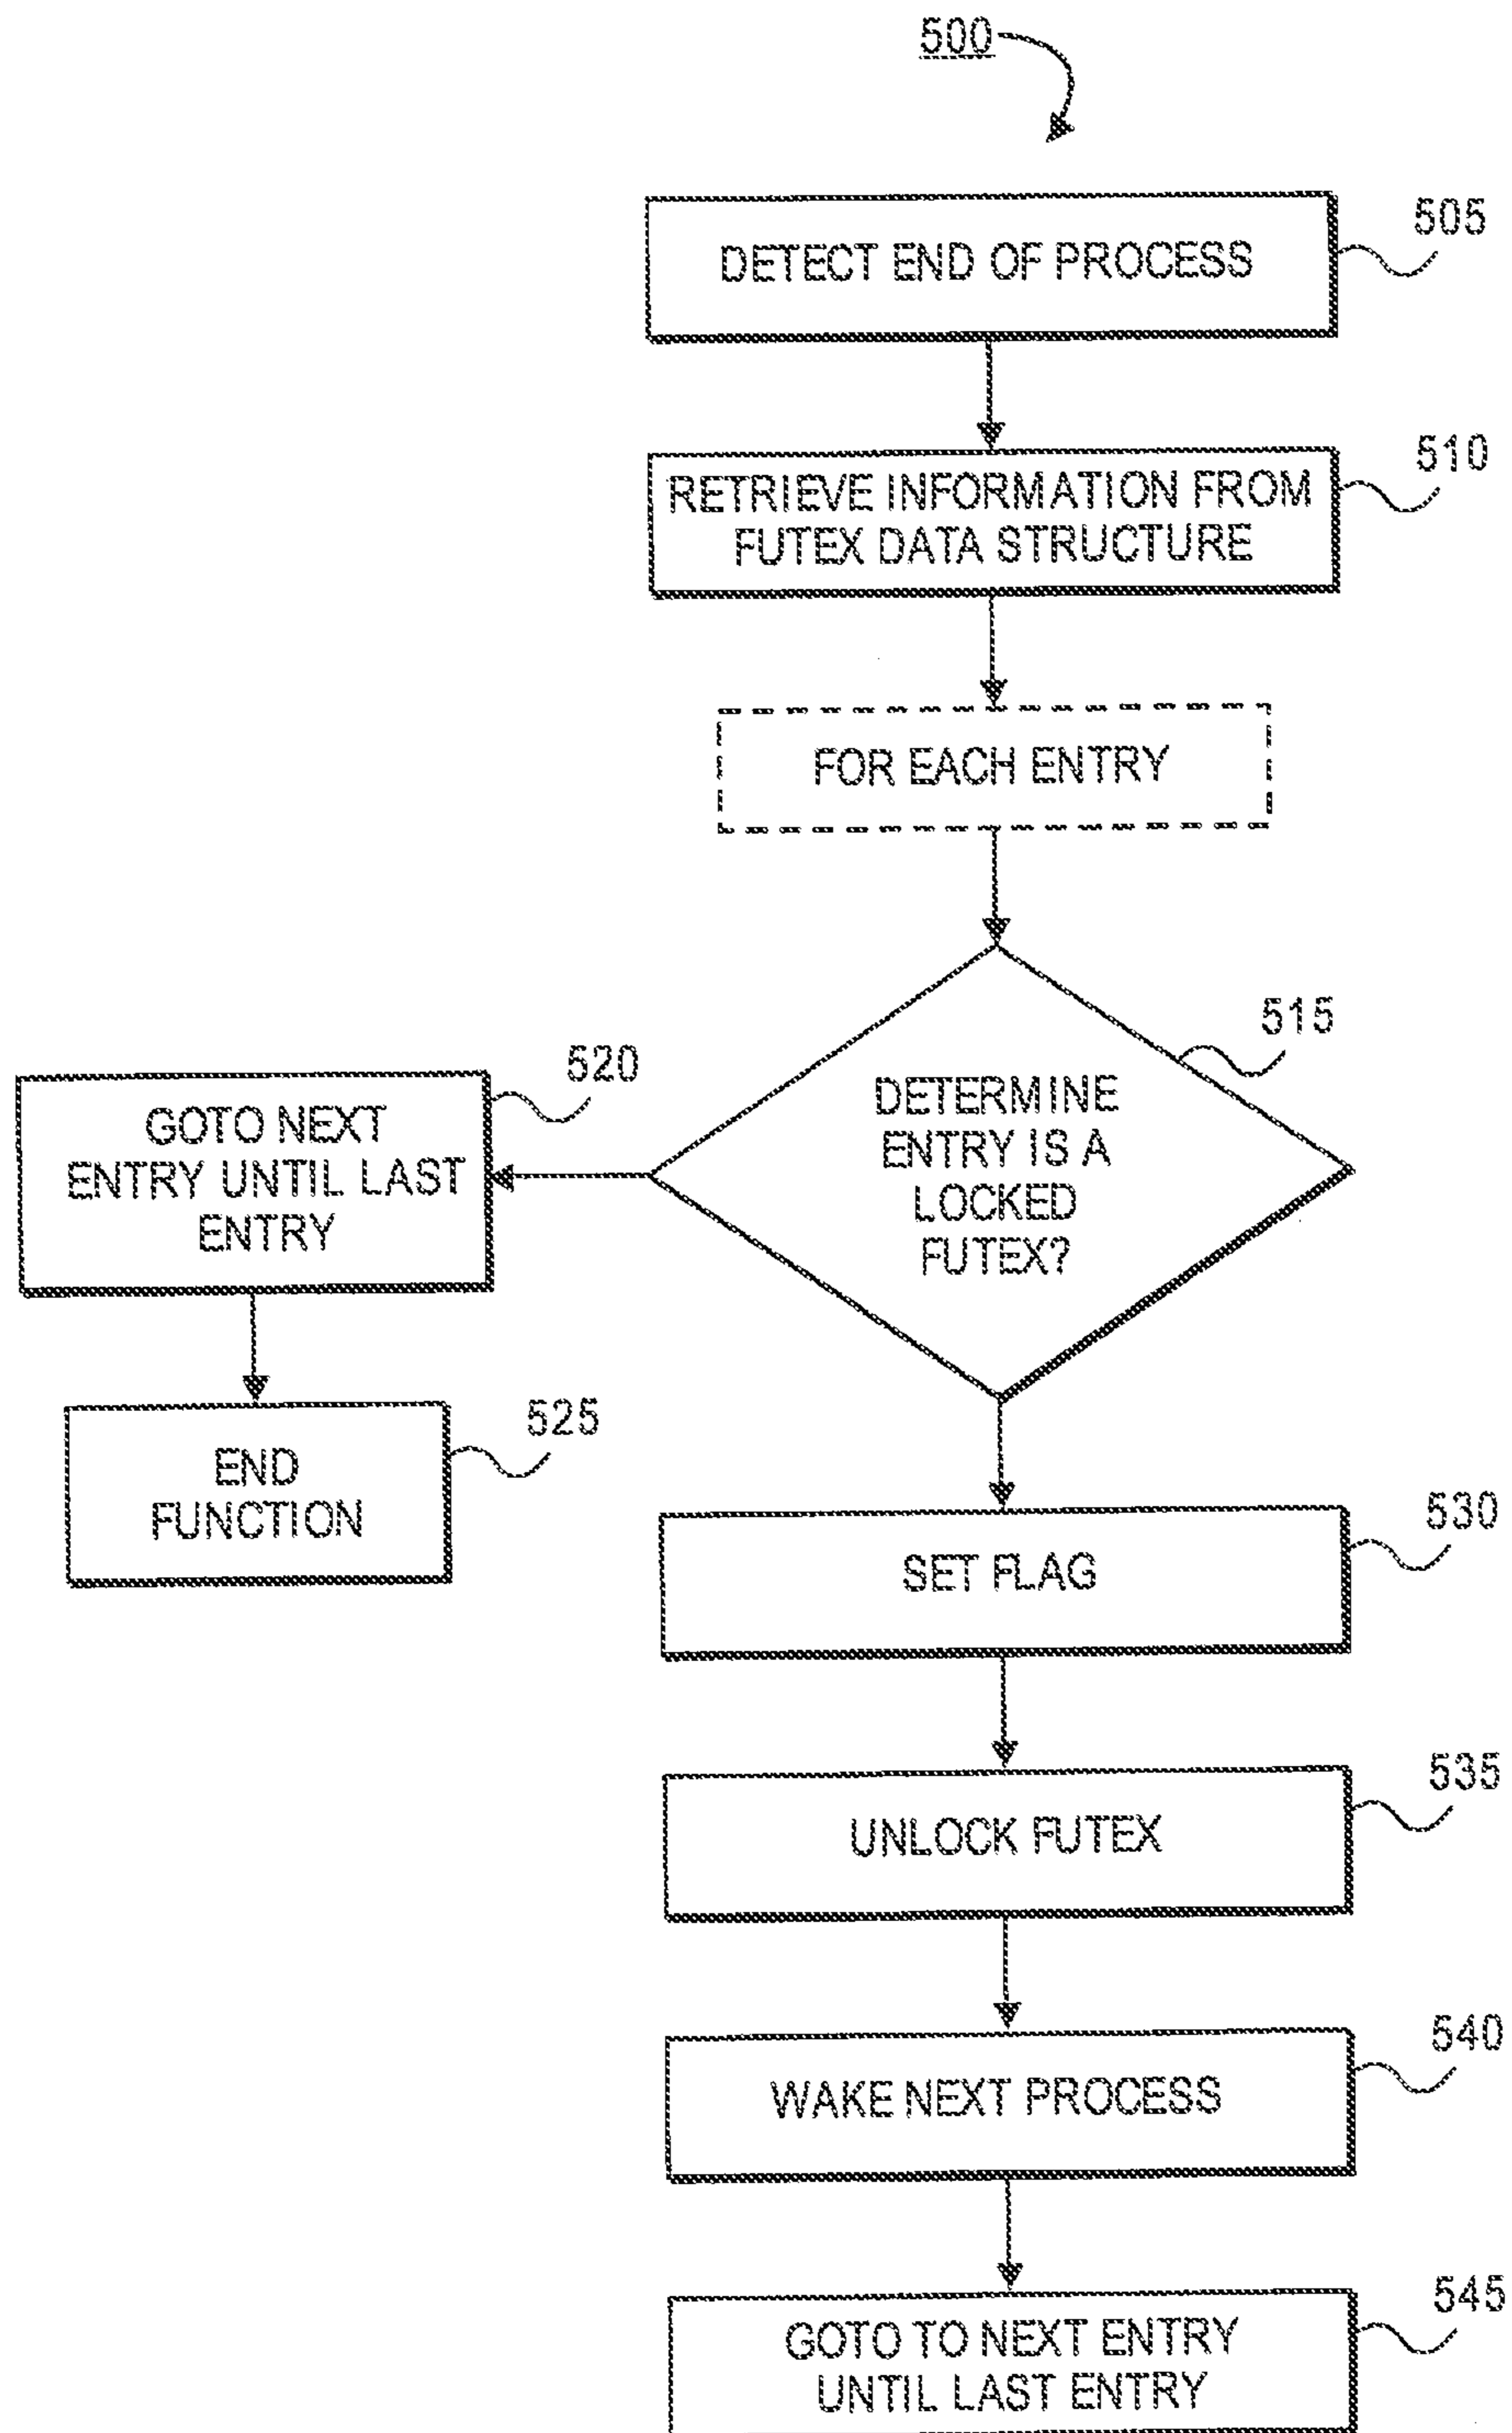 500
DETECT END OF PROCESS
505
RETRIEVE INFORMATION FROM
FUTEX DATA STRUCTURE
510
FOR EACH ENTRY
DETERMINE
ENTRY IS A
LOCKED
FUTEX?
515
GOTO NEXT
ENTRY UNTIL LAST
ENTRY
520
END
FUNCTION
525
SET FLAG
530
UNLOCK FUTEX
535
WAKE NEXT PROCESS
540
GOTO TO NEXT ENTRY
UNTIL LAST ENTRY
545